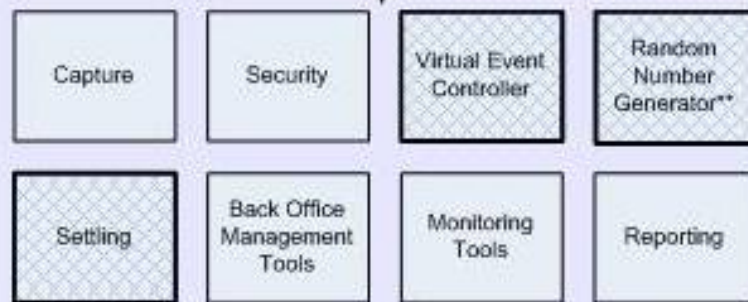 Capture
Security
Virtual Event
Controller
Random
Number
Generator**
Settling
Back Office
Management
Tools
Monitoring
Tools
Reporting